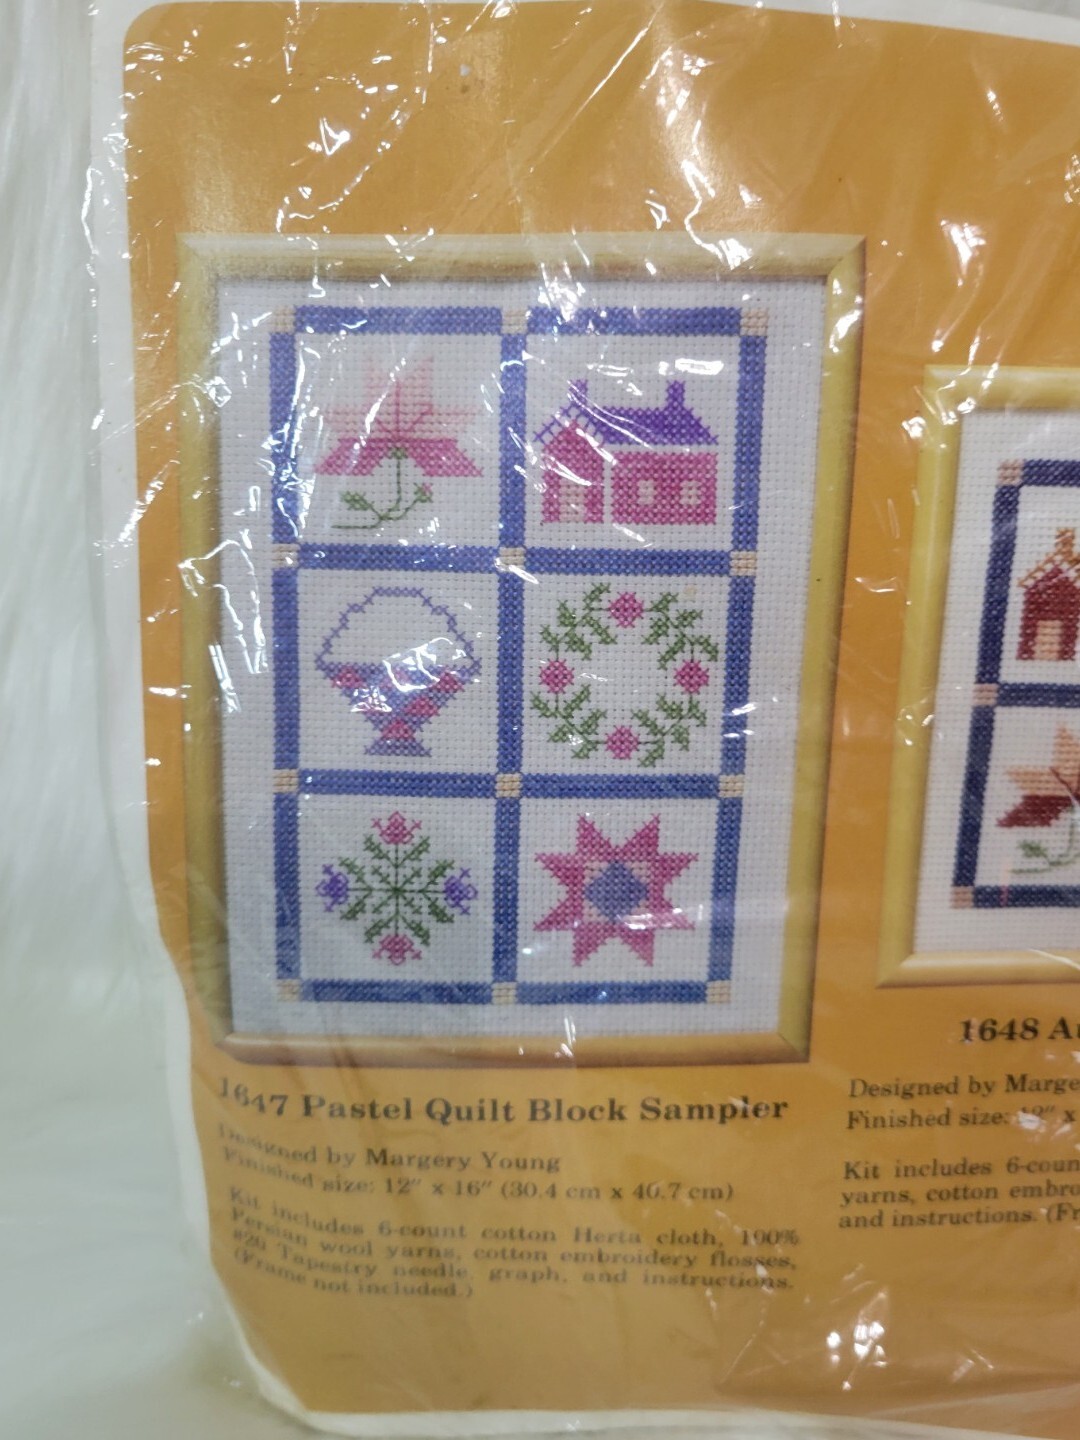 1647 Pastel Quilt Block Sampler
Designed by Margery Young
Finished size: 12" x 16" (30.4 cm x 40.7 cm)
Kit includes 6-count cotton Herta cloth, 100%
Persian wool yarns, cotton embroidery flosses,
#20 Tapestry needle, graph, and instructions.
(Frame not included.)
1648
Designed by
Finished size: 12" x
Kit includes 6-coun
yarns, cotton embro
and instructions. (Fr